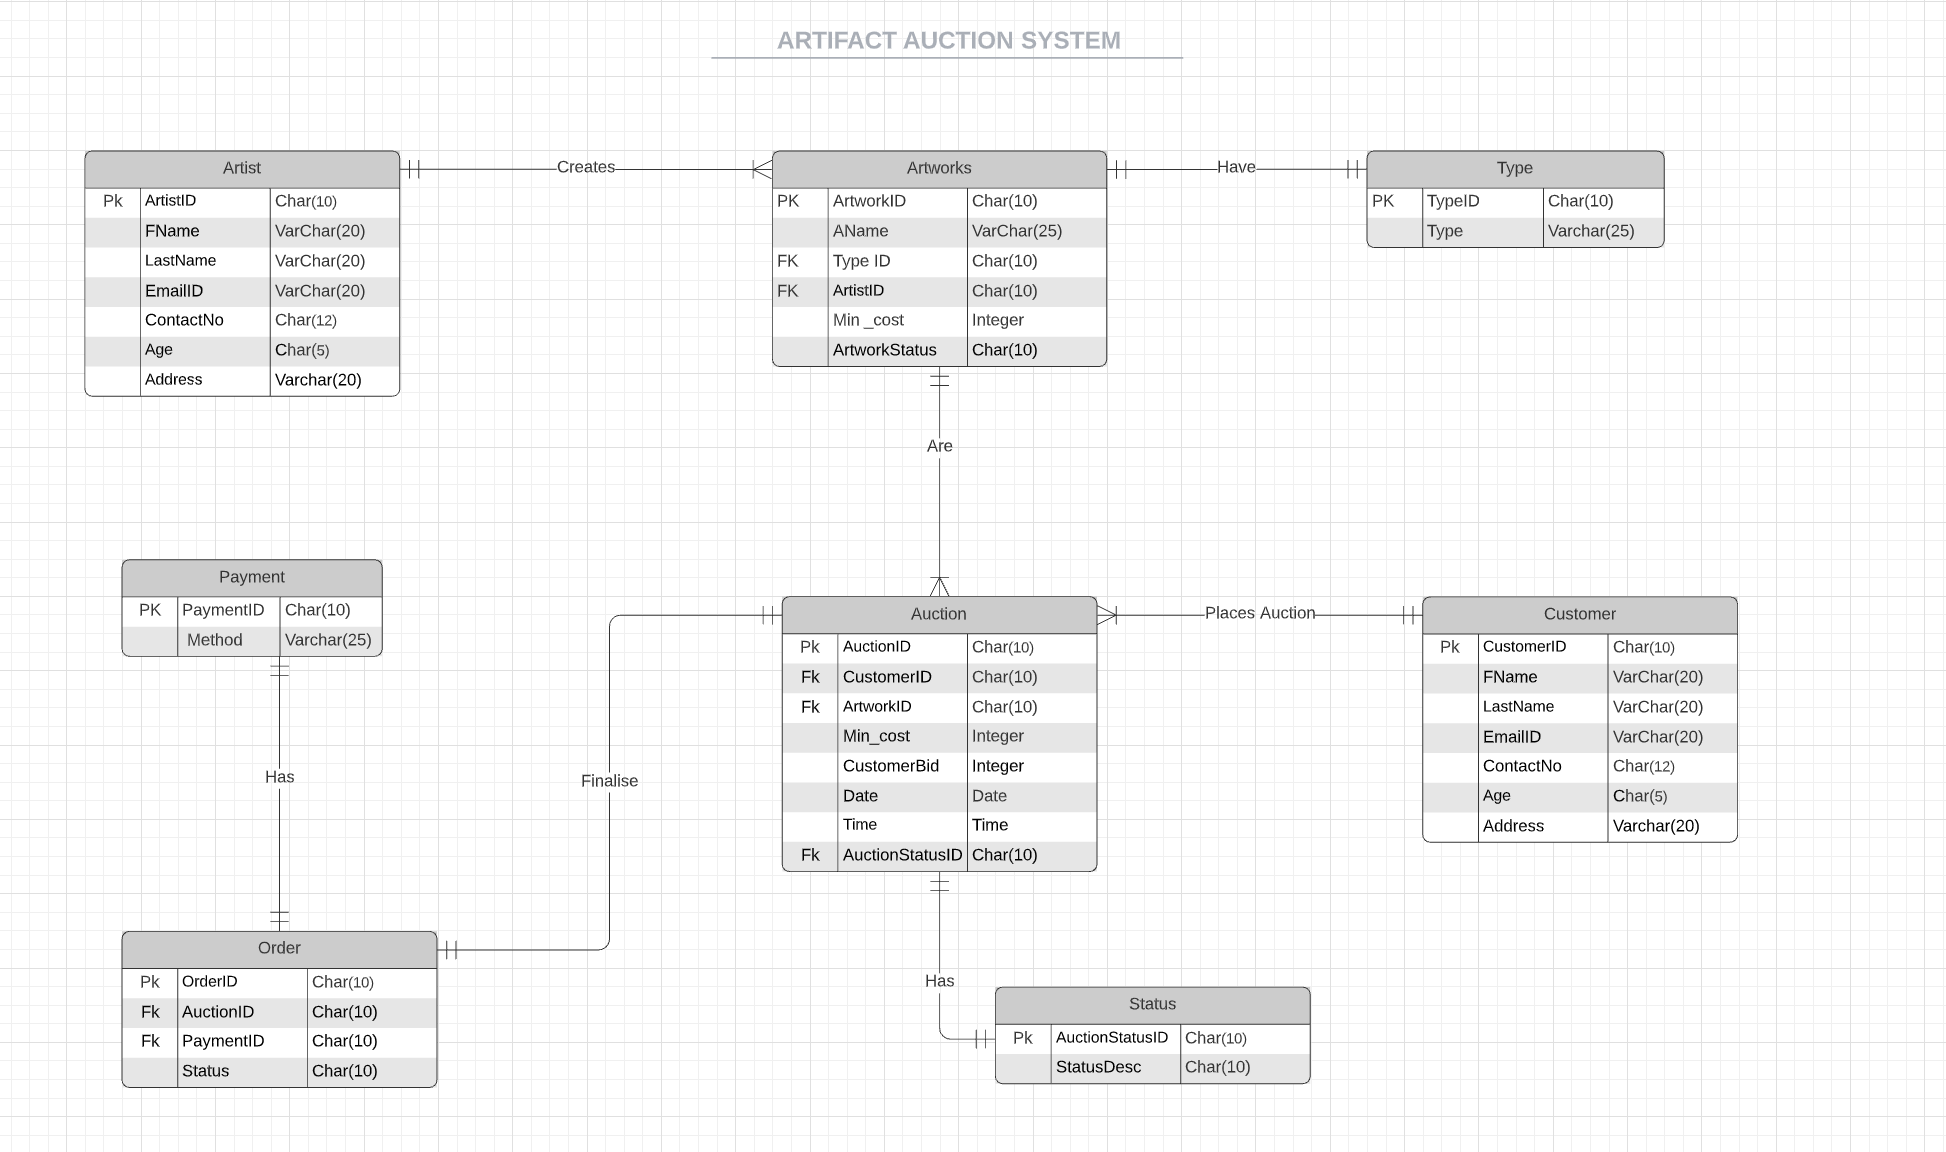 ARTIFACT AUCTION SYSTEM
Artist
Pk ArtistID Char(10)
FName VarChar(20)
LastName VarChar(20)
EmailID VarChar(20)
ContactNo Char(12)
Age Char(5)
Address Varchar(20)
Creates
Artworks
PK ArtworkID Char(10)
AName VarChar(25)
FK Type ID Char(10)
FK ArtistID Char(10)
Min _cost Integer
ArtworkStatus Char(10)
Have
Type
PK TypeID Char(10)
Type Varchar(25)
Are
Payment
PK PaymentID Char(10)
Method Varchar(25)
Has
Finalise
Auction
Pk AuctionID Char(10)
Fk CustomerID Char(10)
Fk ArtworkID Char(10)
Min_cost Integer
CustomerBid Integer
Date Date
Time Time
Fk AuctionStatusID Char(10)
Places Auction
Customer
Pk CustomerID Char(10)
FName VarChar(20)
LastName VarChar(20)
EmailID VarChar(20)
ContactNo Char(12)
Age Char(5)
Address Varchar(20)
Order
Pk OrderID Char(10)
Fk AuctionID Char(10)
Fk PaymentID Char(10)
Status Char(10)
Has
Status
Pk AuctionStatusID Char(10)
StatusDesc Char(10)